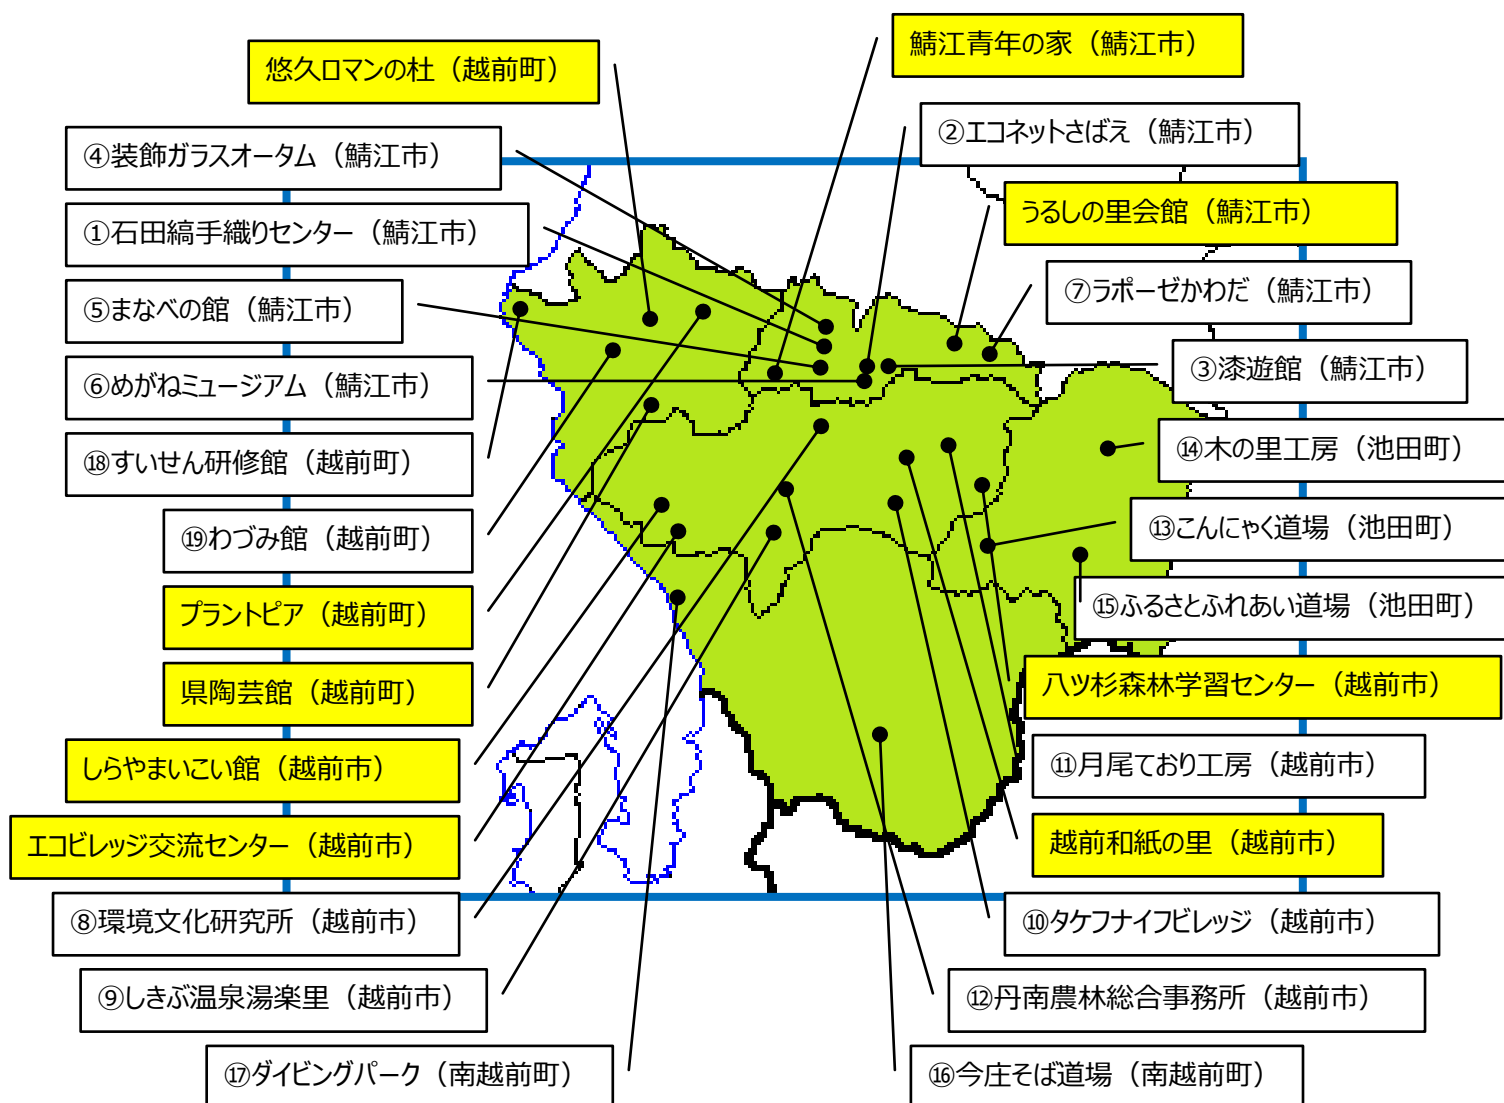 鯖江青年の家（鯖江市）
悠久ロマンの杜（越前町）
②エコネットさばえ（鯖江市）
④装飾ガラスオータム（鯖江市）
うるしの里会館（鯖江市）
①石田縞手織りセンター（鯖江市）
⑦ラポーゼかわだ（鯖江市）
⑤まなべの館（鯖江市）
③漆遊館（鯖江市）
⑥めがねミュージアム（鯖江市）
⑭木の里工房（池田町）
⑱すいせん研修館（越前町）
⑬こんにゃく道場（池田町）
⑲わづみ館（越前町）
⑮ふるさとふれあい道場（池田町）
プラントピア（越前町）
八ツ杉森林学習センター（越前市）
県陶芸館（越前町）
⑪月尾ており工房（越前市）
しらやまいこい館（越前市）
越前和紙の里（越前市）
エコビレッジ交流センター（越前市）
⑩タケフナイフビレッジ（越前市）
⑧環境文化研究所（越前市）
⑨しきぶ温泉湯楽里（越前市）
⑫丹南農林総合事務所（越前市）
⑰ダイビングパーク（南越前町）
⑯今庄そば道場（南越前町）